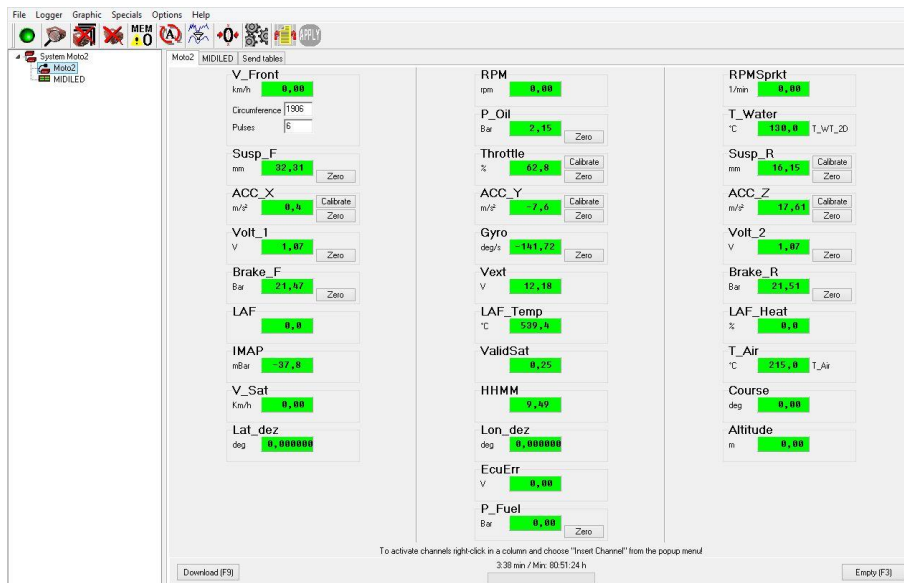 File Logger Graphic Specials Options Help
MEM
0
A
0
APPLY
System Moto2
Moto2
MIDILED
Moto2 MIDILED Send tables
V_Front
km/h 0,00
Circumference 1906
Pulses 6
Susp_F
mm 32,31 Zero
ACC_X
m/s² 0,4 Calibrate Zero
Volt_1
V 1,07 Zero
Brake_F
Bar 21,47 Zero
LAF
0,0
IMAP
mBar -37,8
V_Sat
Km/h 0,00
Lat_dez
deg 0,000000
RPM
rpm 0,00
P_Oil
Bar 2,15 Zero
Throttle
% 62,8 Calibrate Zero
ACC_Y
m/s² -7,6 Calibrate Zero
Gyro
deg/s -141,72 Zero
Vext
V 12,18
LAF_Temp
°C 539,4
ValidSat
0,25
HHMM
9,49
Lon_dez
deg 0,000000
EcuErr
V 0,00
P_Fuel
Bar 0,00 Zero
RPMSprkt
1/min 0,00
T_Water
°C 130,0 T_WT_2D
Susp_R
mm 16,15 Calibrate Zero
ACC_Z
m/s² 17,61 Calibrate Zero
Volt_2
V 1,07 Zero
Brake_R
Bar 21,51 Zero
LAF_Heat
% 0,0
T_Air
°C 215,0 T_Air
Course
deg 0,00
Altitude
m 0,00
To activate channels right-click in a column and choose "Insert Channel" from the popup menu!
Download (F9) 3:38 min / Min: 80:51:24 h Empty (F3)